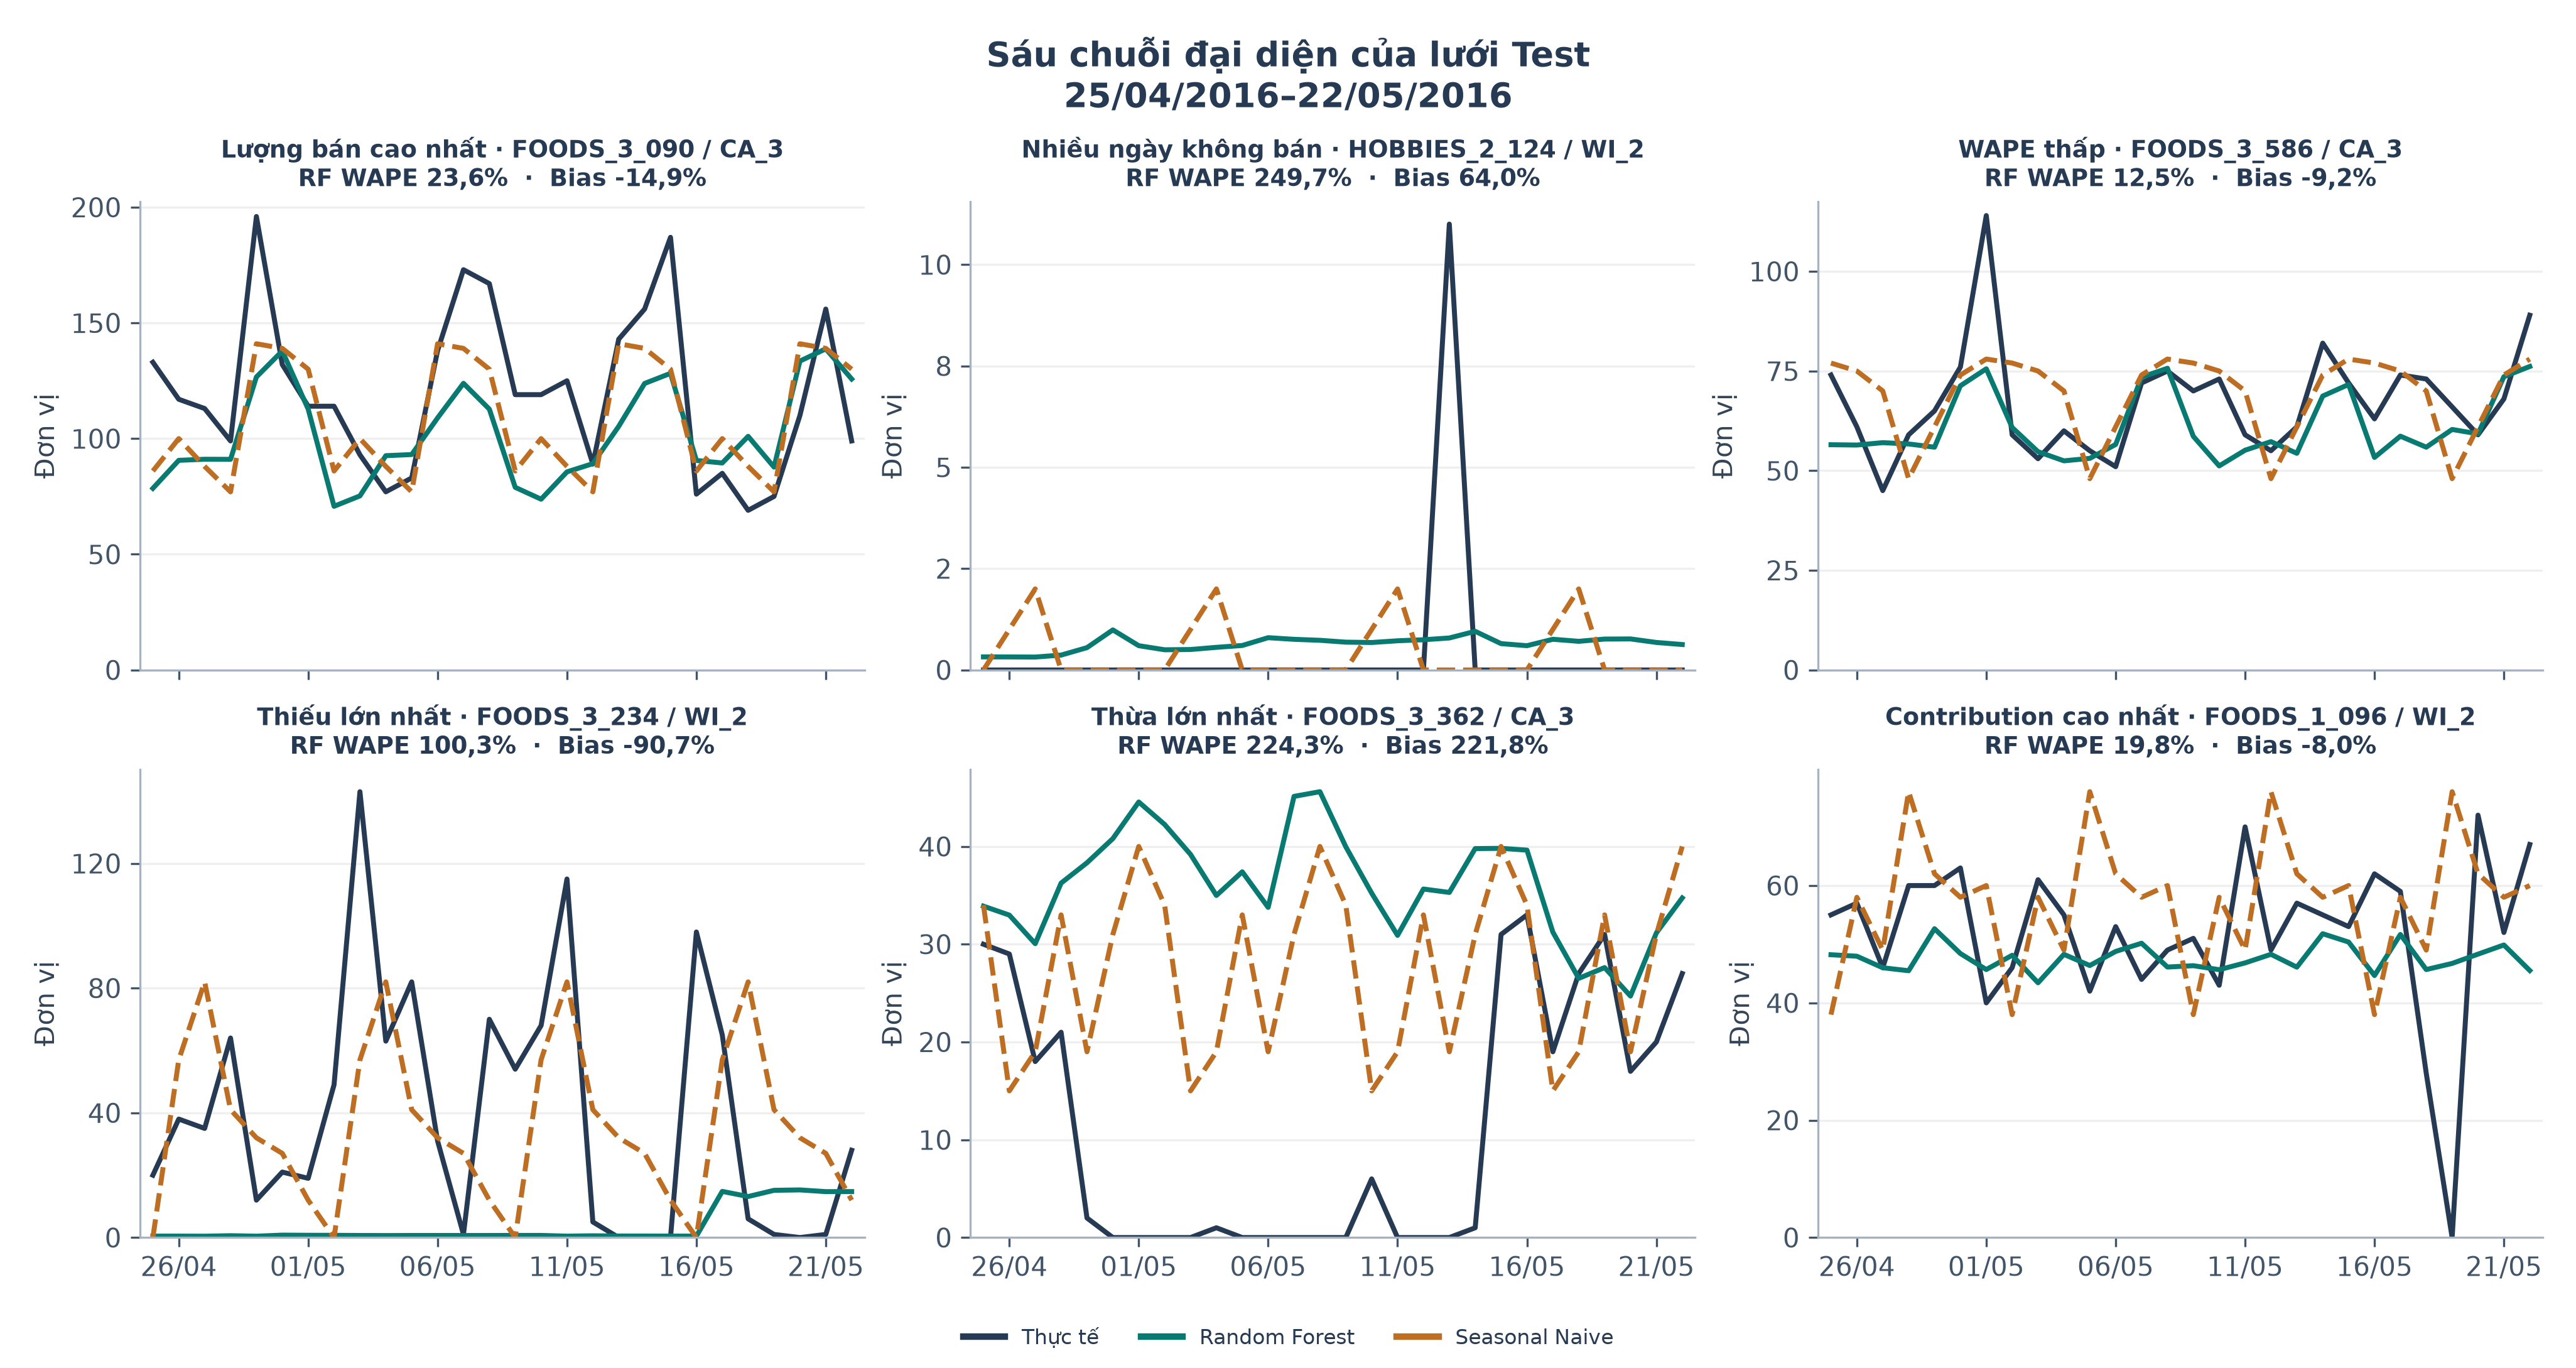 Sáu chuỗi đại diện của lưới Test
25/04/2016–22/05/2016
Lượng bán cao nhất · FOODS_3_090 / CA_3
RF WAPE 23,6% · Bias -14,9%
Đơn vị
200
150
100
50
0
Nhiều ngày không bán · HOBBIES_2_124 / WI_2
RF WAPE 249,7% · Bias 64,0%
Đơn vị
10
8
5
2
0
WAPE thấp · FOODS_3_586 / CA_3
RF WAPE 12,5% · Bias -9,2%
Đơn vị
100
75
50
25
0
Thiếu lớn nhất · FOODS_3_234 / WI_2
RF WAPE 100,3% · Bias -90,7%
Đơn vị
120
80
40
0
26/04 01/05 06/05 11/05 16/05 21/05
Thừa lớn nhất · FOODS_3_362 / CA_3
RF WAPE 224,3% · Bias 221,8%
Đơn vị
40
30
20
10
0
26/04 01/05 06/05 11/05 16/05 21/05
Contribution cao nhất · FOODS_1_096 / WI_2
RF WAPE 19,8% · Bias -8,0%
Đơn vị
60
40
20
0
26/04 01/05 06/05 11/05 16/05 21/05
Thực tế Random Forest Seasonal Naive